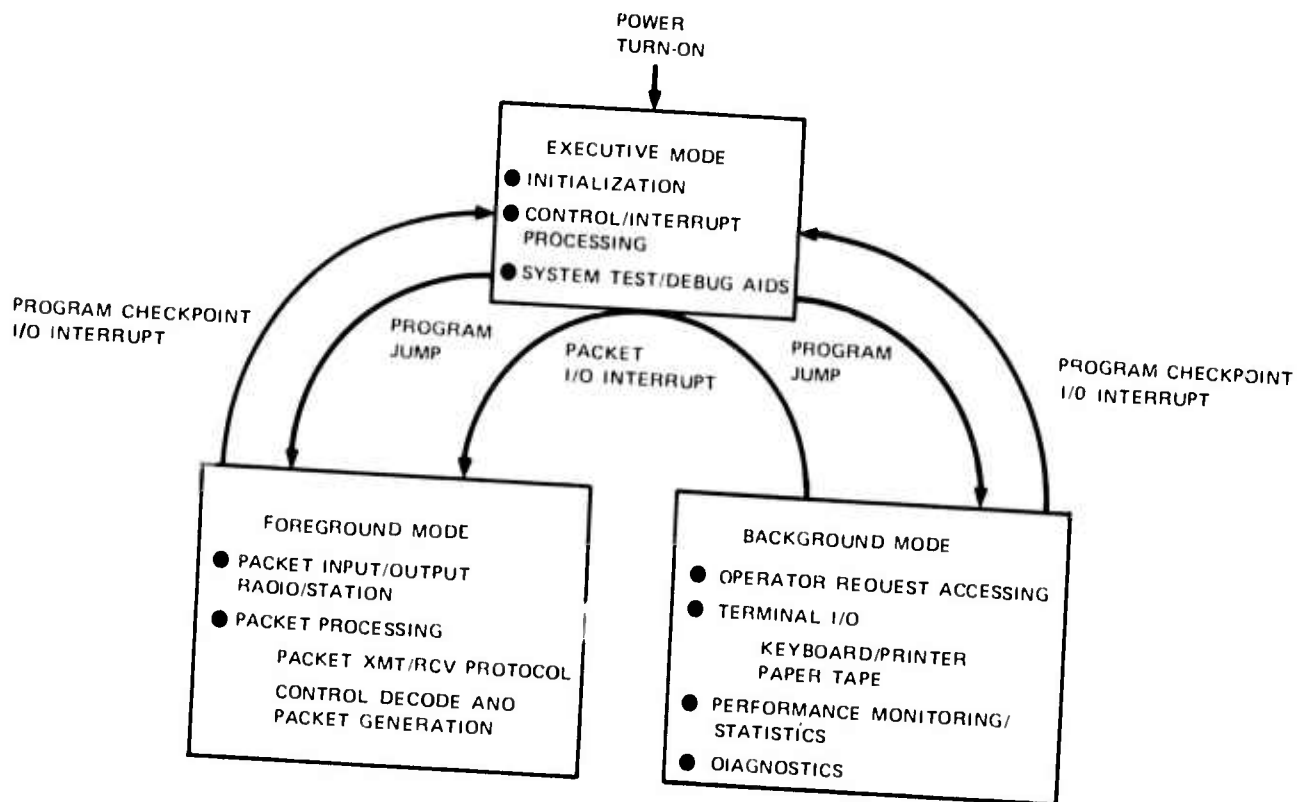 POWER
TURN-ON
EXECUTIVE MODE
● INITIALIZATION
● CONTROL/INTERRUPT
PROCESSING
● SYSTEM TEST/DEBUG AIDS
PROGRAM CHECKPOINT
I/O INTERRUPT
PROGRAM
JUMP
PACKET
I/O INTERRUPT
PROGRAM
JUMP
PROGRAM CHECKPOINT
I/O INTERRUPT
FOREGROUND MODE
● PACKET INPUT/OUTPUT
RADIO/STATION
● PACKET PROCESSING
PACKET XMT/RCV PROTOCOL
CONTROL DECODE AND
PACKET GENERATION
BACKGROUND MODE
● OPERATOR REQUEST ACCESSING
● TERMINAL I/O
KEYBOARD/PRINTER
PAPER TAPE
● PERFORMANCE MONITORING/
STATISTICS
● DIAGNOSTICS